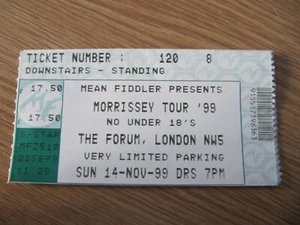 TICKET NUMBER : 120 8
DOWNSTAIRS - STANDING
17.50 MEAN FIDDLER PRESENTS
MORRISSEY TOUR '99
17.50 NO UNDER 18'S
THE FORUM, LONDON NW5
VERY LIMITED PARKING
SUN 14-NOV-99 DRS 7PM